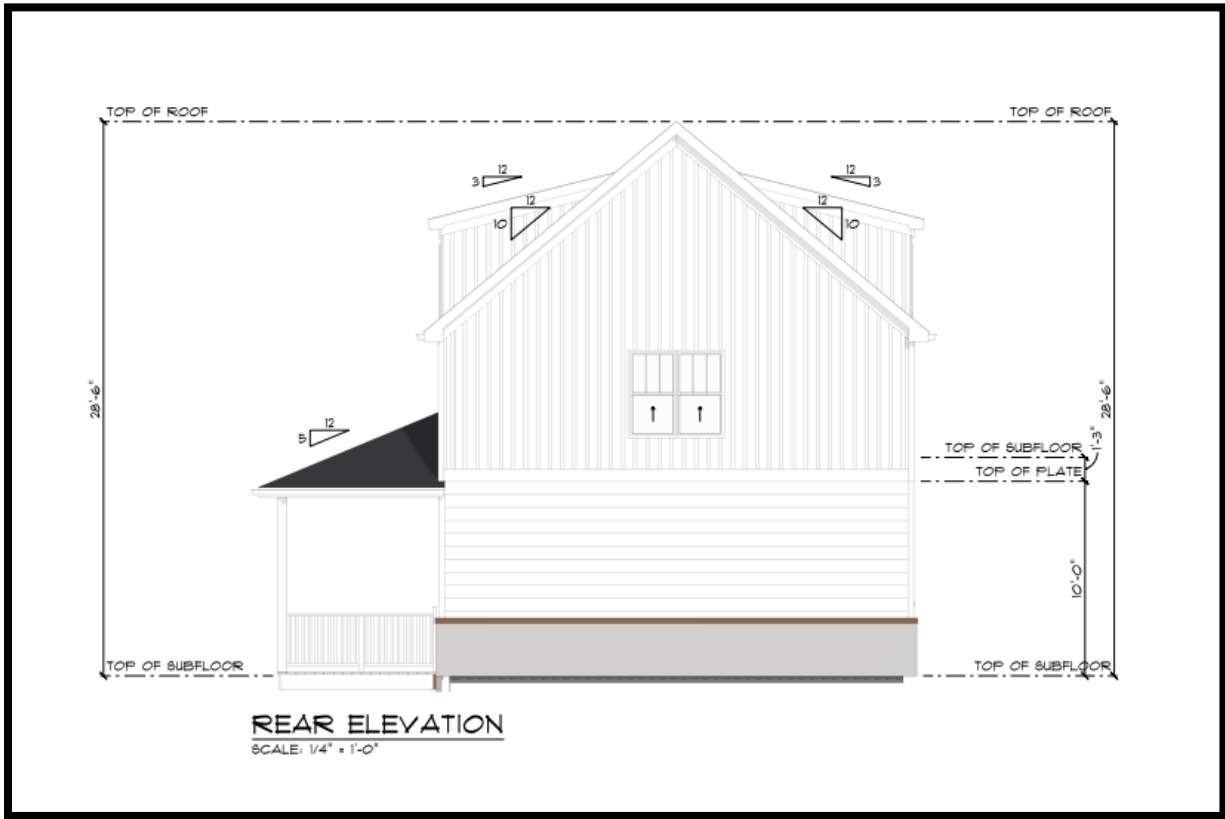 TOP OF ROOF
TOP OF ROOF
12
3
12
3
12
10
12
10
28'-6"
28'-6"
12
5
TOP OF SUBFLOOR
1'-3"
TOP OF PLATE
10'-0"
TOP OF SUBFLOOR
TOP OF SUBFLOOR
REAR ELEVATION
SCALE: 1/4" = 1'-0"